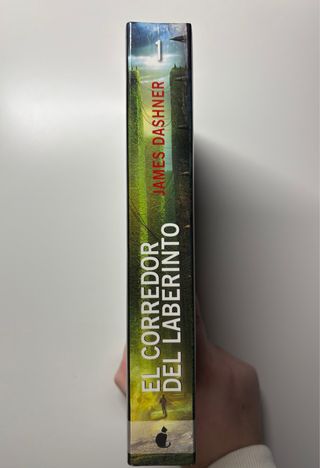 1
JAMES DASHNER
EL CORREDOR
DEL LABERINTO